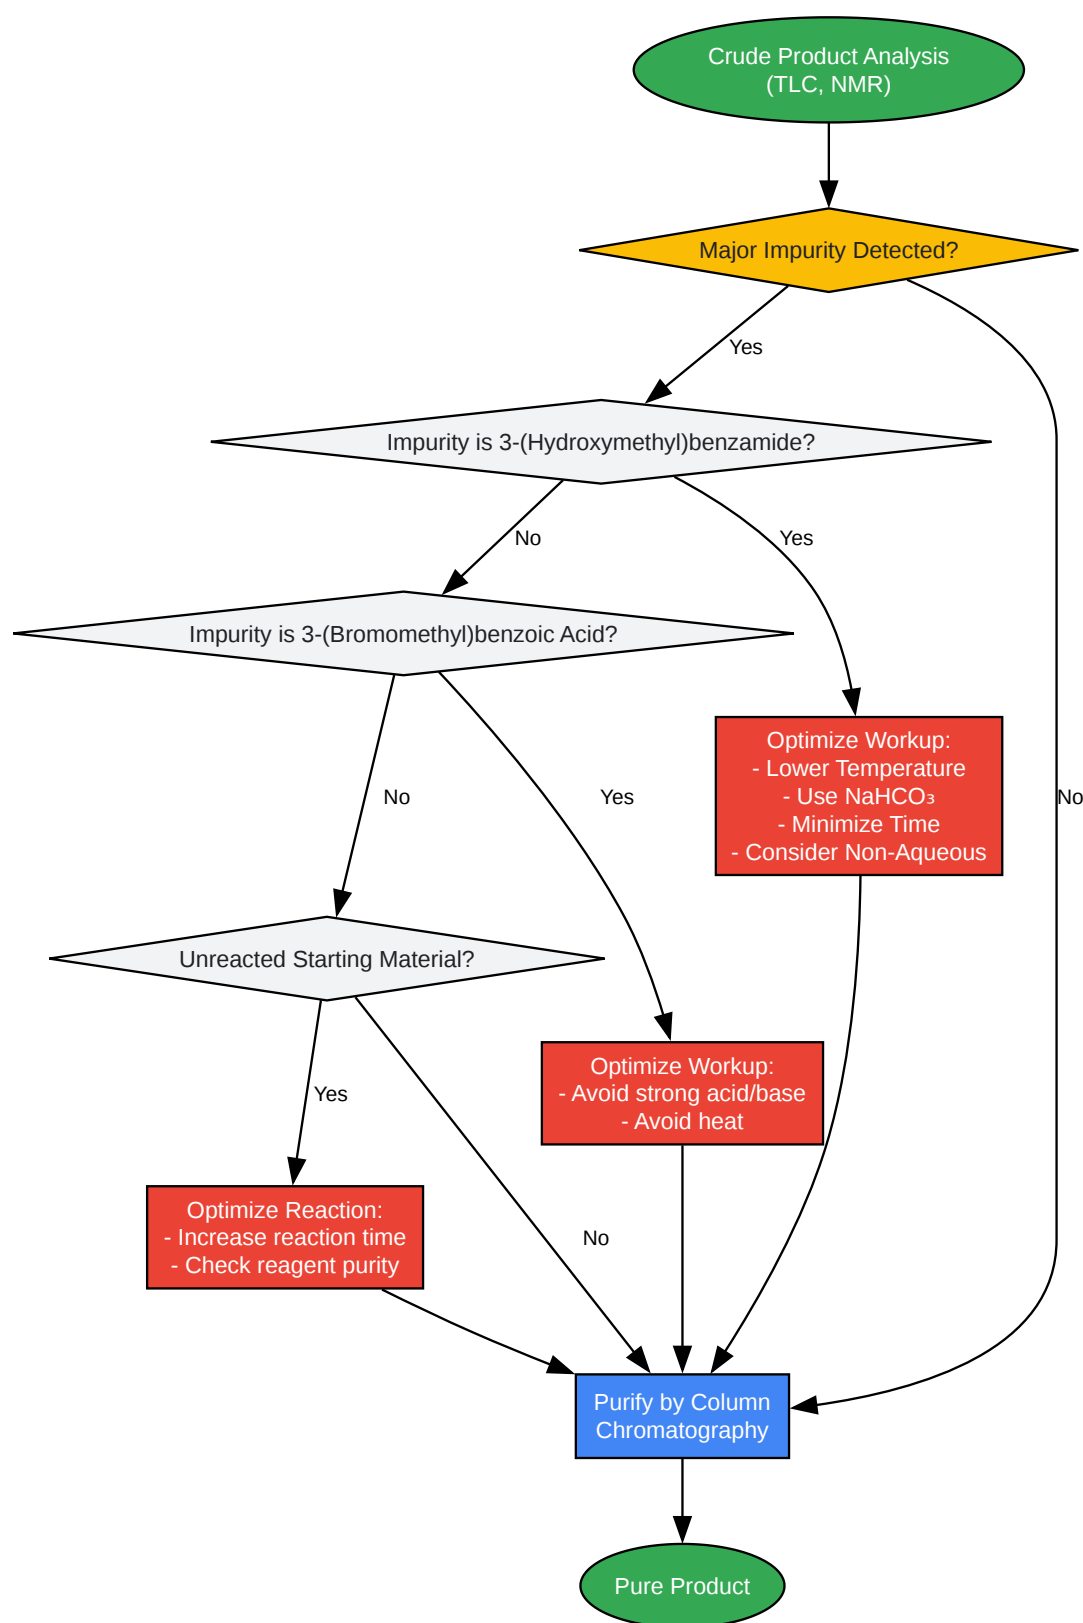 Crude Product Analysis
(TLC, NMR)
Major Impurity Detected?
Yes
Impurity is 3-(Hydroxymethyl)benzamide?
No
Yes
Impurity is 3-(Bromomethyl)benzoic Acid?
Optimize Workup:
- Lower Temperature
- Use NaHCO₃
- Minimize Time
- Consider Non-Aqueous
No
Yes
No
Unreacted Starting Material?
Optimize Workup:
- Avoid strong acid/base
- Avoid heat
Yes
Optimize Reaction:
- Increase reaction time
- Check reagent purity
No
Purify by Column
Chromatography
Pure Product